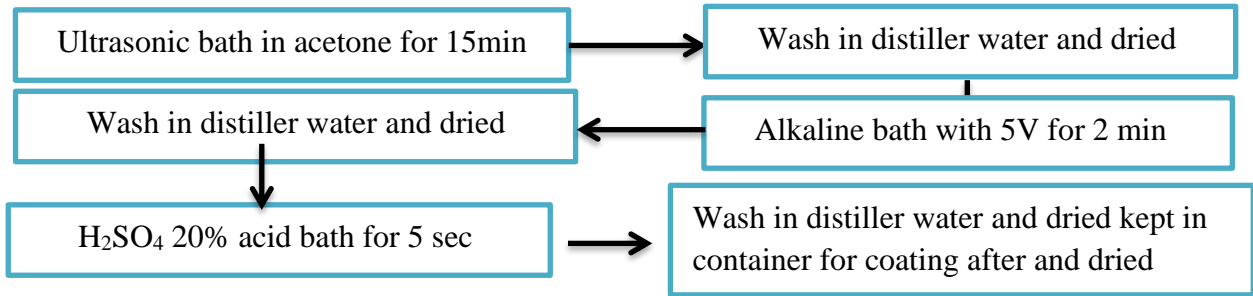 Ultrasonic bath in acetone for 15min
Wash in distiller water and dried
Alkaline bath with 5V for 2 min
Wash in distiller water and dried
H₂SO₄ 20% acid bath for 5 sec
Wash in distiller water and dried kept in
container for coating after and dried